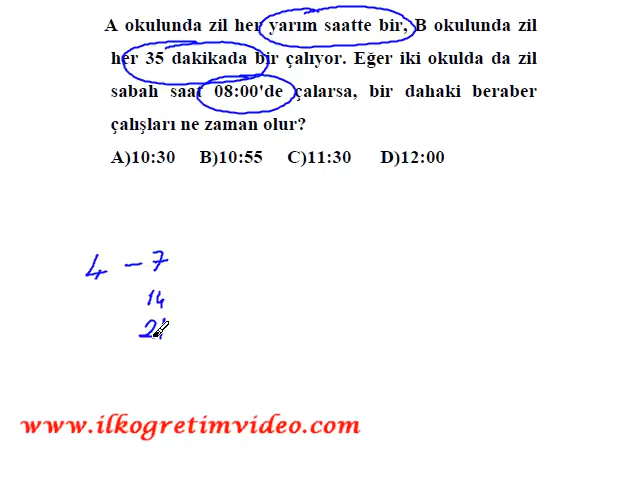 A okulunda zil her yarım saatte bir, B okulunda zil
her 35 dakikada bir çalıyor. Eğer iki okulda da zil
sabah saat 08:00'de çalarsa, bir dahaki beraber
çalışları ne zaman olur?
A)10:30 B)10:55 C)11:30 D)12:00
4 - 7
14
21
www.ilkogretimvideo.com